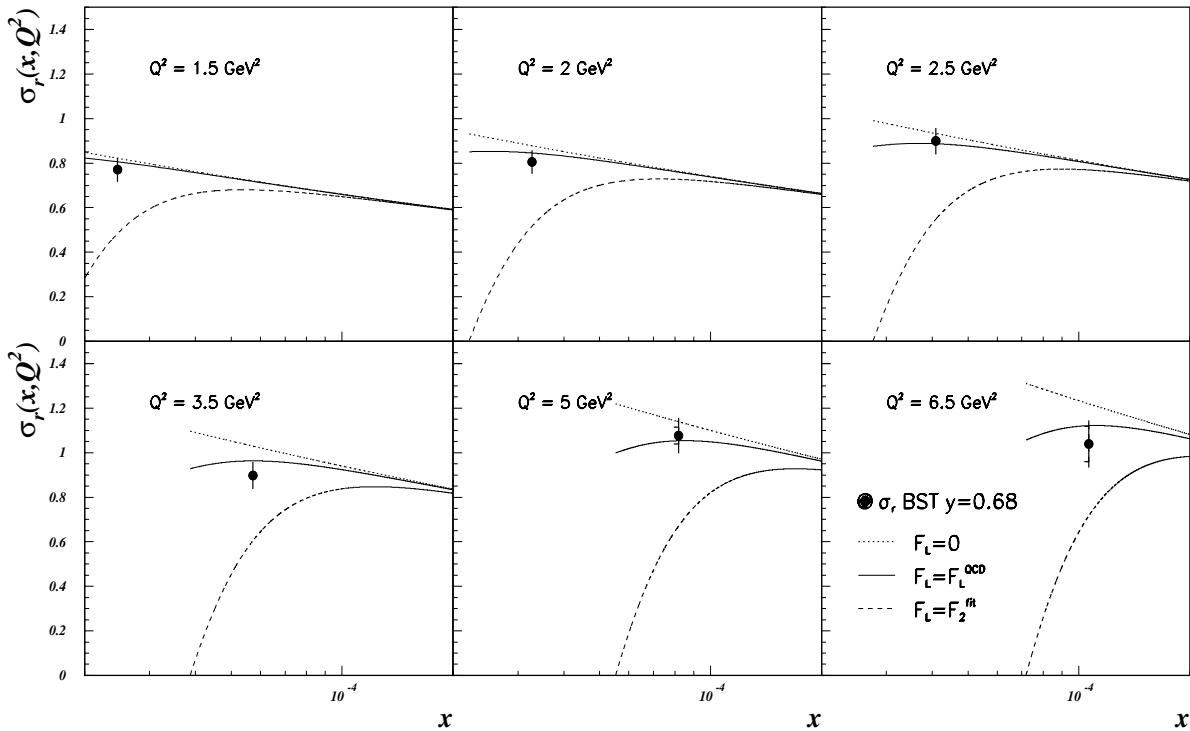 σr(x,Q²)
1.4
1.2
1
0.8
0.6
0.4
0.2
0
Q² = 1.5 GeV²
Q² = 2 GeV²
Q² = 2.5 GeV²
σr(x,Q²)
1.4
1.2
1
0.8
0.6
0.4
0.2
0
Q² = 3.5 GeV²
Q² = 5 GeV²
Q² = 6.5 GeV²
σr BST y=0.68
FL=0
FL=FL^QCD
FL=F2^fit
10⁻⁴
10⁻⁴
10⁻⁴
x
x
x